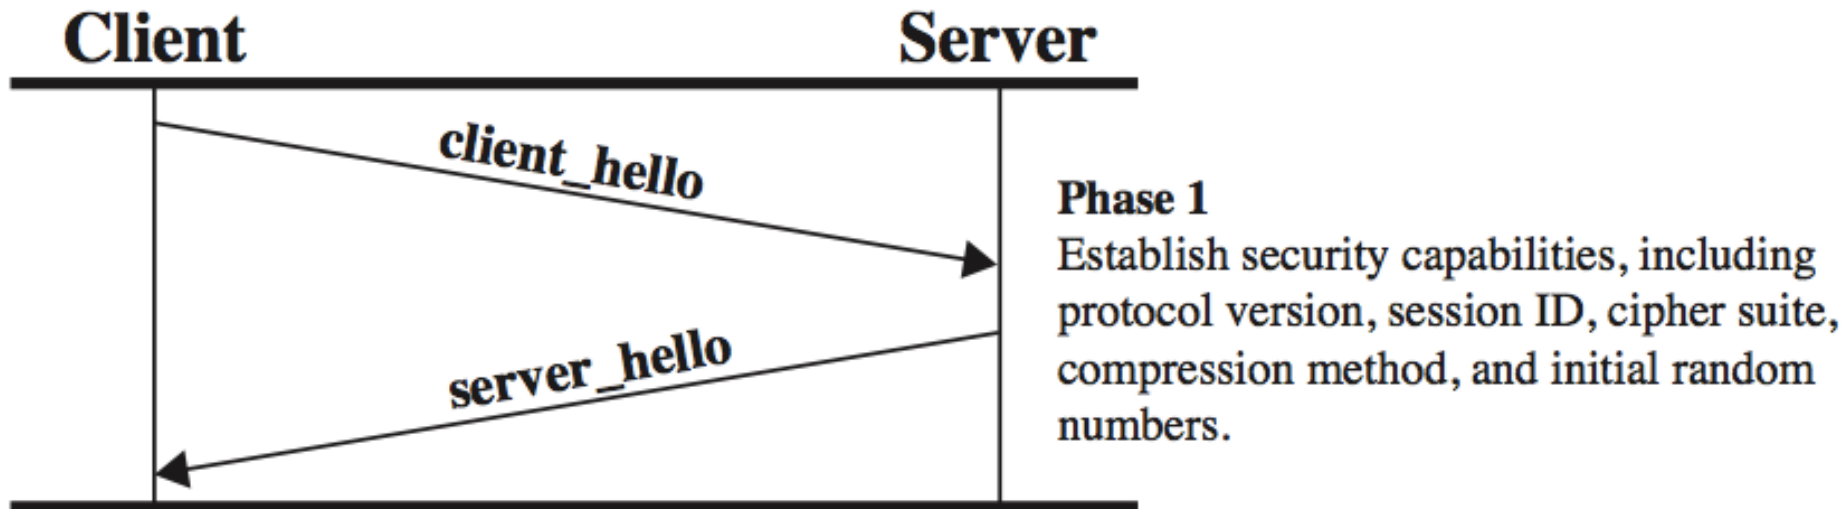 Client Server
client_hello
Phase 1
Establish security capabilities, including
protocol version, session ID, cipher suite,
server_hello
compression method, and initial random
numbers.